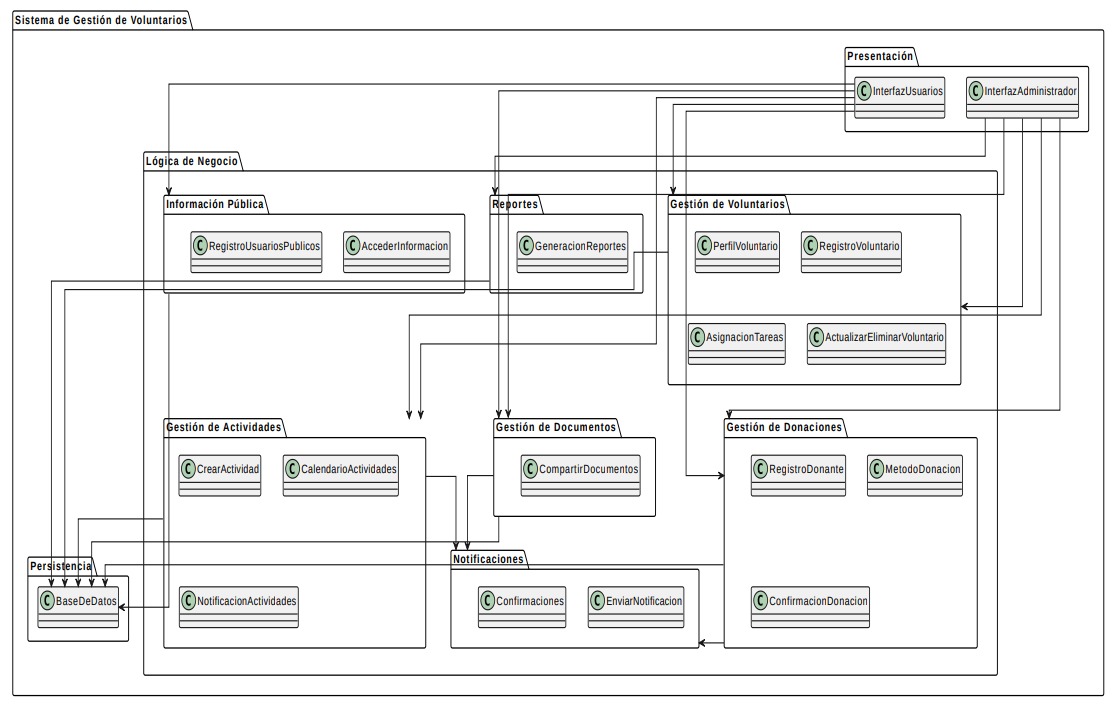 Sistema de Gestión de Voluntarios
Presentación
C InterfazUsuarios
C InterfazAdministrador
Lógica de Negocio
Información Pública
Reportes
Gestión de Voluntarios
C RegistroUsuariosPublicos
C AccederInformacion
C GeneracionReportes
C PerfilVoluntario
C RegistroVoluntario
C AsignacionTareas
C ActualizarEliminarVoluntario
Gestión de Actividades
Gestión de Documentos
Gestión de Donaciones
C CrearActividad
C CalendarioActividades
C CompartirDocumentos
C RegistroDonante
C MetodoDonacion
Persistencia
Notificaciones
C BaseDeDatos
C NotificacionActividades
C Confirmaciones
C EnviarNotificacion
C ConfirmacionDonacion